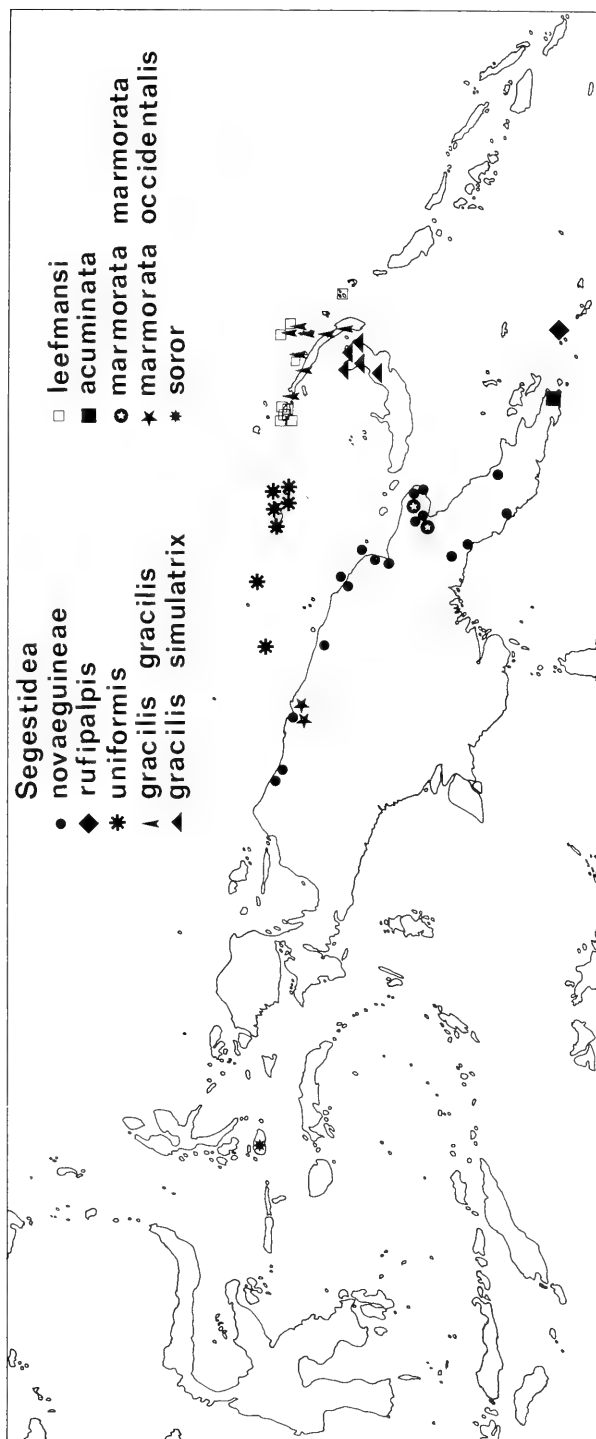 Segestidea
novaeguineae
rufipalpis
uniformis
gracilis gracilis
gracilis simulatrix
leefmansi
acuminata
marmorata marmorata
marmorata occidentalis
soror